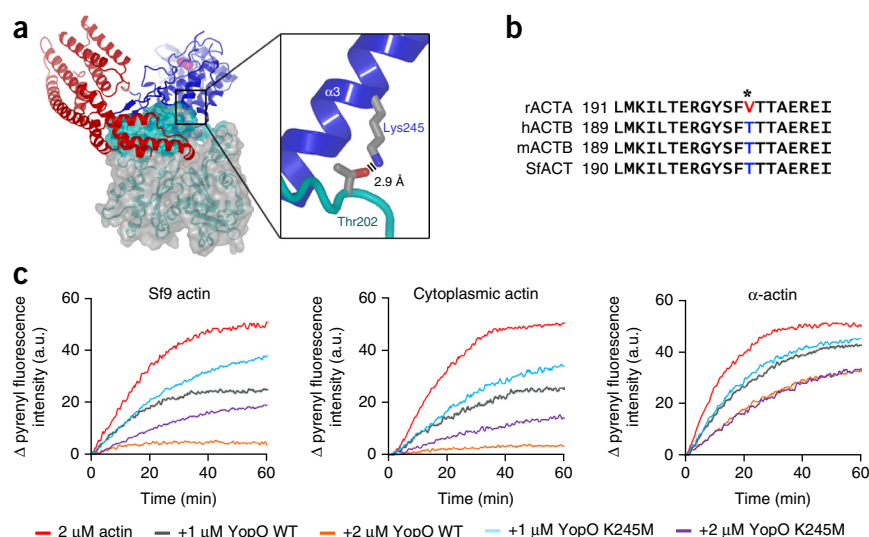 a
α3
Lys245
2.9 Å
Thr202
b
*
rACTA 191 LMKILTERGYSFVTTAEREI
hACTB 189 LMKILTERGYSFTTTAEREI
mACTB 189 LMKILTERGYSFTTTAEREI
SfACT 190 LMKILTERGYSFTTTAEREI
c
Sf9 actin
Δ pyrenyl fluorescence
intensity (a.u.)
60
40
20
0
0 20 40 60
Time (min)
Cytoplasmic actin
Δ pyrenyl fluorescence
intensity (a.u.)
60
40
20
0
0 20 40 60
Time (min)
α-actin
Δ pyrenyl fluorescence
intensity (a.u.)
60
40
20
0
0 20 40 60
Time (min)
2 μM actin +1 μM YopO WT +2 μM YopO WT +1 μM YopO K245M +2 μM YopO K245M